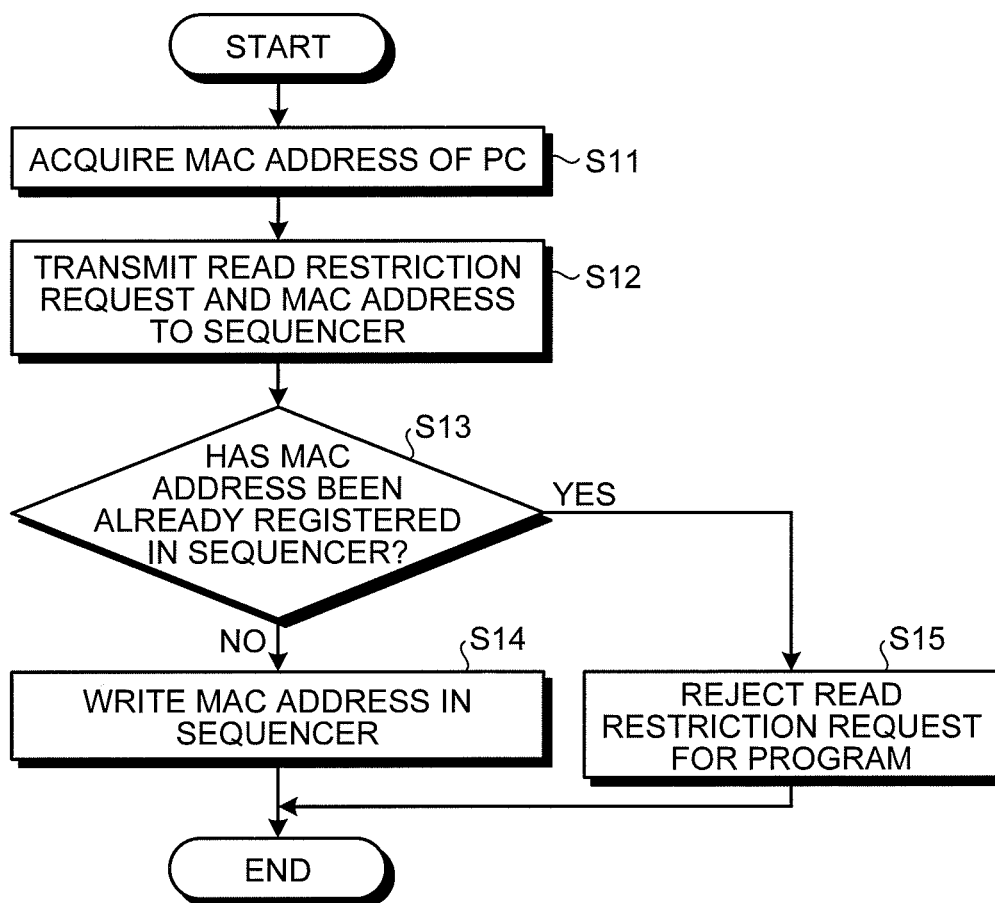 START
ACQUIRE MAC ADDRESS OF PC
S11
TRANSMIT READ RESTRICTION
REQUEST AND MAC ADDRESS
TO SEQUENCER
S12
S13
HAS MAC
ADDRESS BEEN
ALREADY REGISTERED
IN SEQUENCER?
YES
NO
S14
WRITE MAC ADDRESS IN
SEQUENCER
S15
REJECT READ
RESTRICTION REQUEST
FOR PROGRAM
END